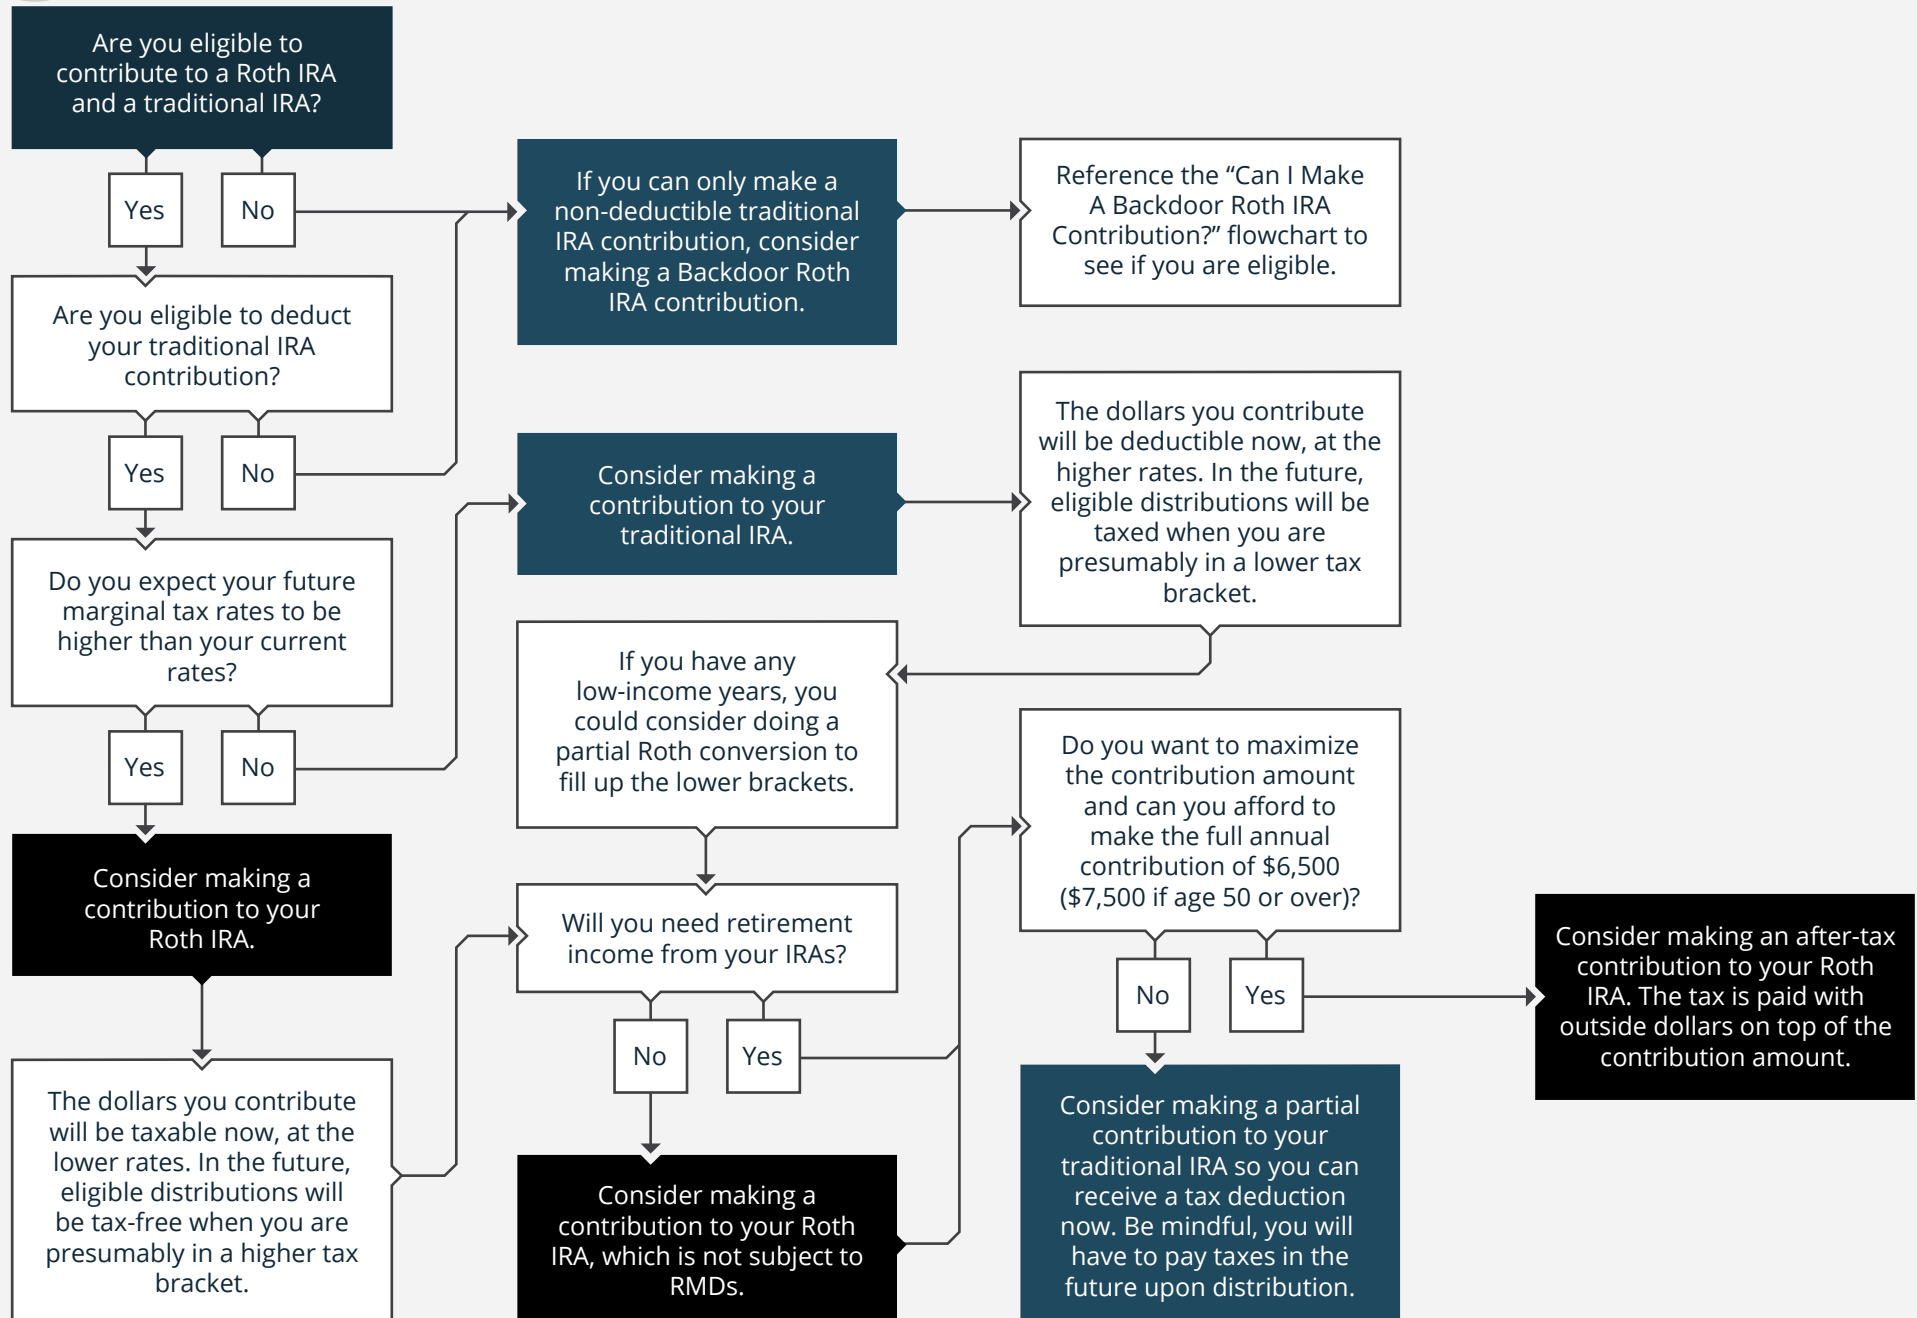 Are you eligible to
contribute to a Roth IRA
and a traditional IRA?
Yes
No
If you can only make a
non-deductible traditional
IRA contribution, consider
making a Backdoor Roth
IRA contribution.
Reference the “Can I Make
A Backdoor Roth IRA
Contribution?” flowchart to
see if you are eligible.
Are you eligible to deduct
your traditional IRA
contribution?
Yes
No
Consider making a
contribution to your
traditional IRA.
The dollars you contribute
will be deductible now, at the
higher rates. In the future,
eligible distributions will be
taxed when you are
presumably in a lower tax
bracket.
Do you expect your future
marginal tax rates to be
higher than your current
rates?
Yes
No
If you have any
low-income years, you
could consider doing a
partial Roth conversion to
fill up the lower brackets.
Do you want to maximize
the contribution amount
and can you afford to
make the full annual
contribution of $6,500
($7,500 if age 50 or over)?
No
Yes
Consider making a
contribution to your
Roth IRA.
Will you need retirement
income from your IRAs?
No
Yes
Consider making an after-tax
contribution to your Roth
IRA. The tax is paid with
outside dollars on top of the
contribution amount.
The dollars you contribute
will be taxable now, at the
lower rates. In the future,
eligible distributions will
be tax-free when you are
presumably in a higher tax
bracket.
Consider making a
contribution to your Roth
IRA, which is not subject to
RMDs.
Consider making a partial
contribution to your
traditional IRA so you can
receive a tax deduction
now. Be mindful, you will
have to pay taxes in the
future upon distribution.